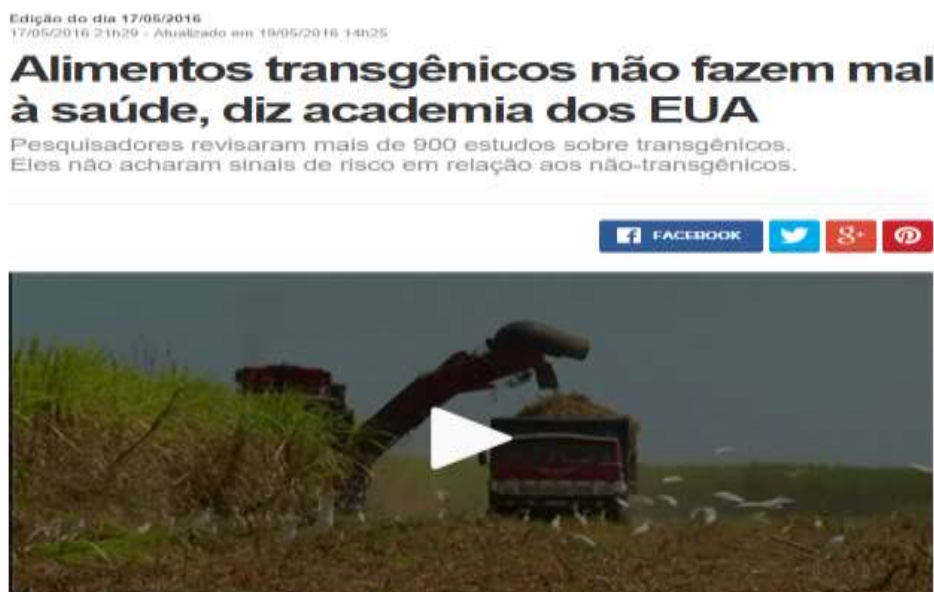 Edição do dia 17/05/2016
17/05/2016 21h29 - Atualizado em 19/05/2016 14h25
Alimentos transgênicos não fazem mal
à saúde, diz academia dos EUA
Pesquisadores revisaram mais de 900 estudos sobre transgênicos.
Eles não acharam sinais de risco em relação aos não-transgênicos.
FACEBOOK